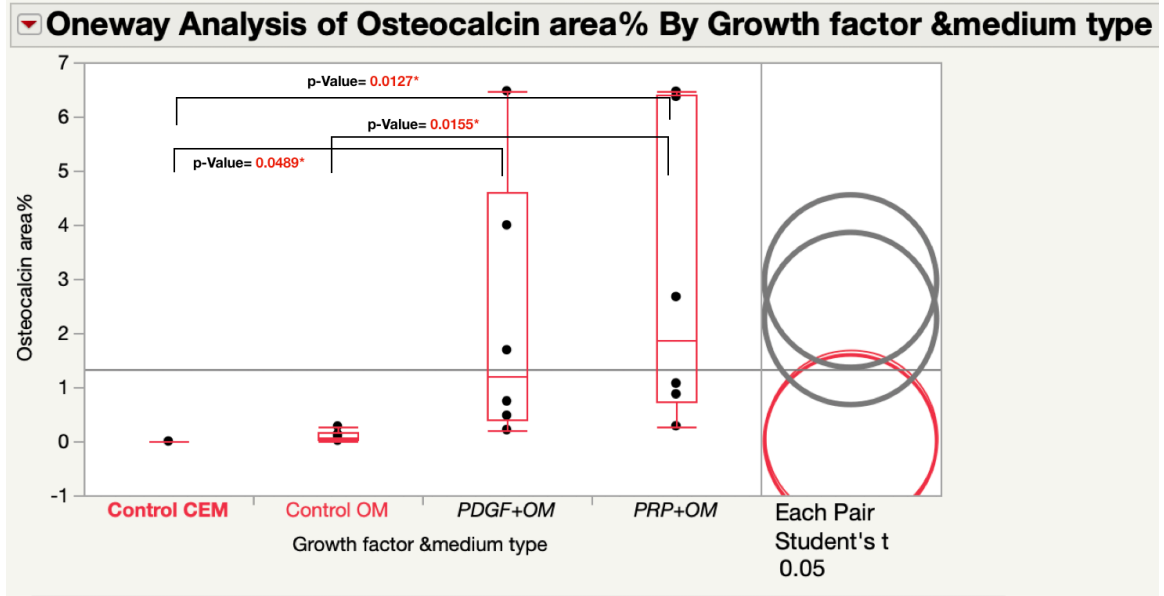 Oneway Analysis of Osteocalcin area% By Growth factor &medium type
7
p-Value= 0.0127*
6
p-Value= 0.0155*
p-Value= 0.0489*
5
4
3
2
1
0
-1
Osteocalcin area%
Control CEM
Control OM
PDGF+OM
PRP+OM
Growth factor &medium type
Each Pair
Student's t
0.05